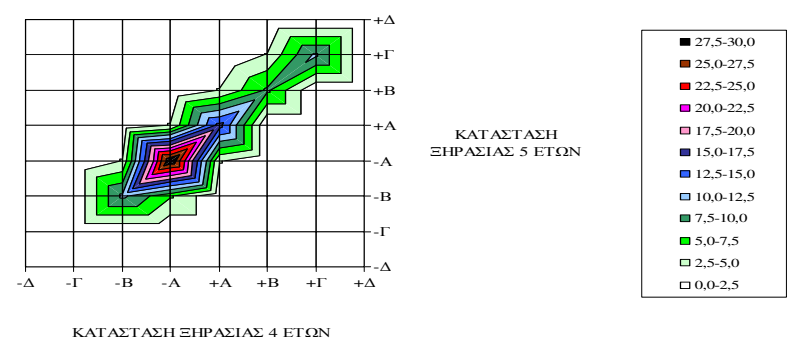 +Δ
+Γ
+Β
+Α
-Α
-Β
-Γ
-Δ
-Δ -Γ -Β -Α +Α +Β +Γ +Δ
ΚΑΤΑΣΤΑΣΗ ΞΗΡΑΣΙΑΣ 4 ΕΤΩΝ
ΚΑΤΑΣΤΑΣΗ
ΞΗΡΑΣΙΑΣ 5 ΕΤΩΝ
27,5-30,0
25,0-27,5
22,5-25,0
20,0-22,5
17,5-20,0
15,0-17,5
12,5-15,0
10,0-12,5
7,5-10,0
5,0-7,5
2,5-5,0
0,0-2,5